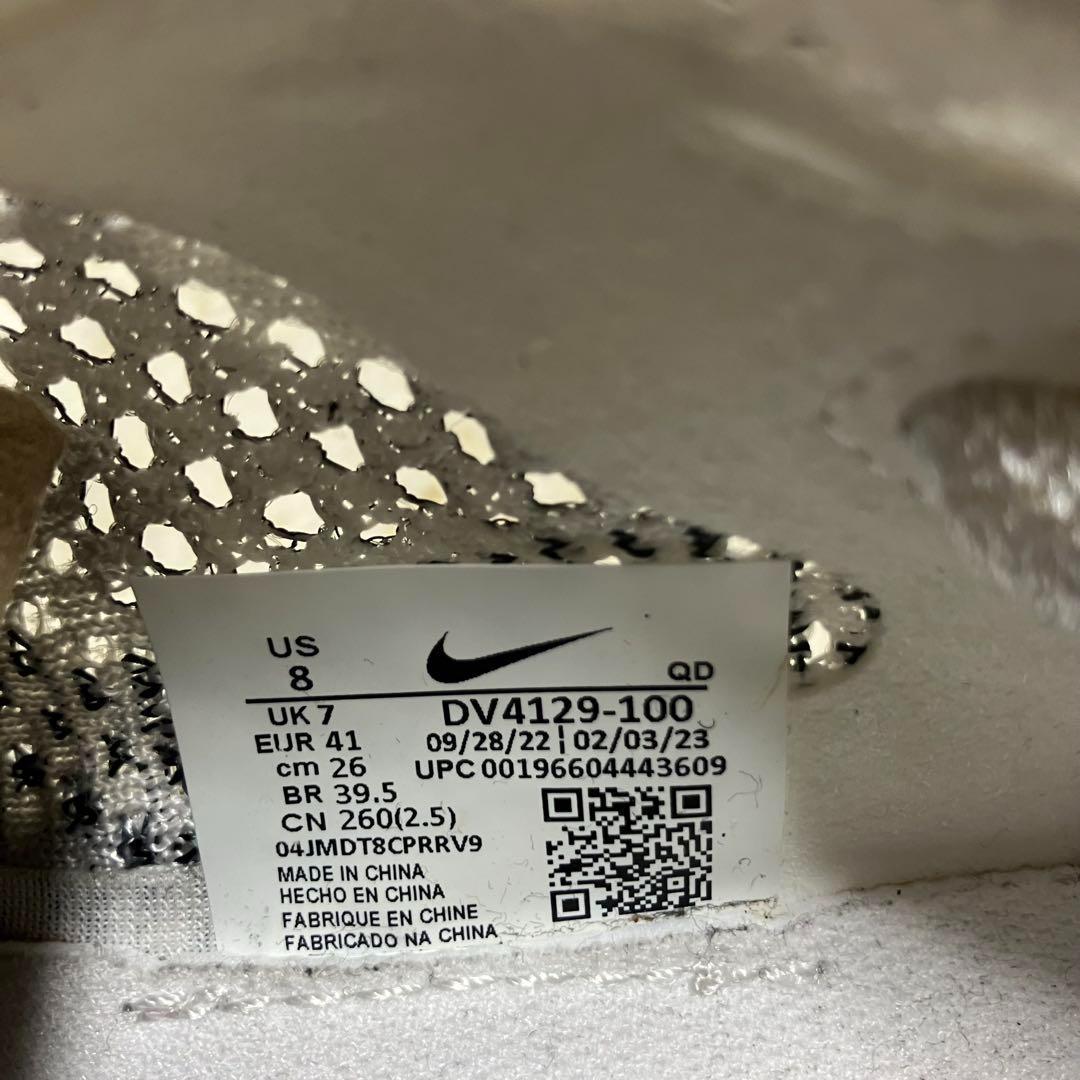 US
8
QD
UK 7
DV4129-100
EUR 41
09/28/22 | 02/03/23
cm 26
UPC 00196604443609
BR 39.5
CN 260(2.5)
04JMDT8CPRRV9
MADE IN CHINA
HECHO EN CHINA
FABRIQUE EN CHINE
FABRICADO NA CHINA